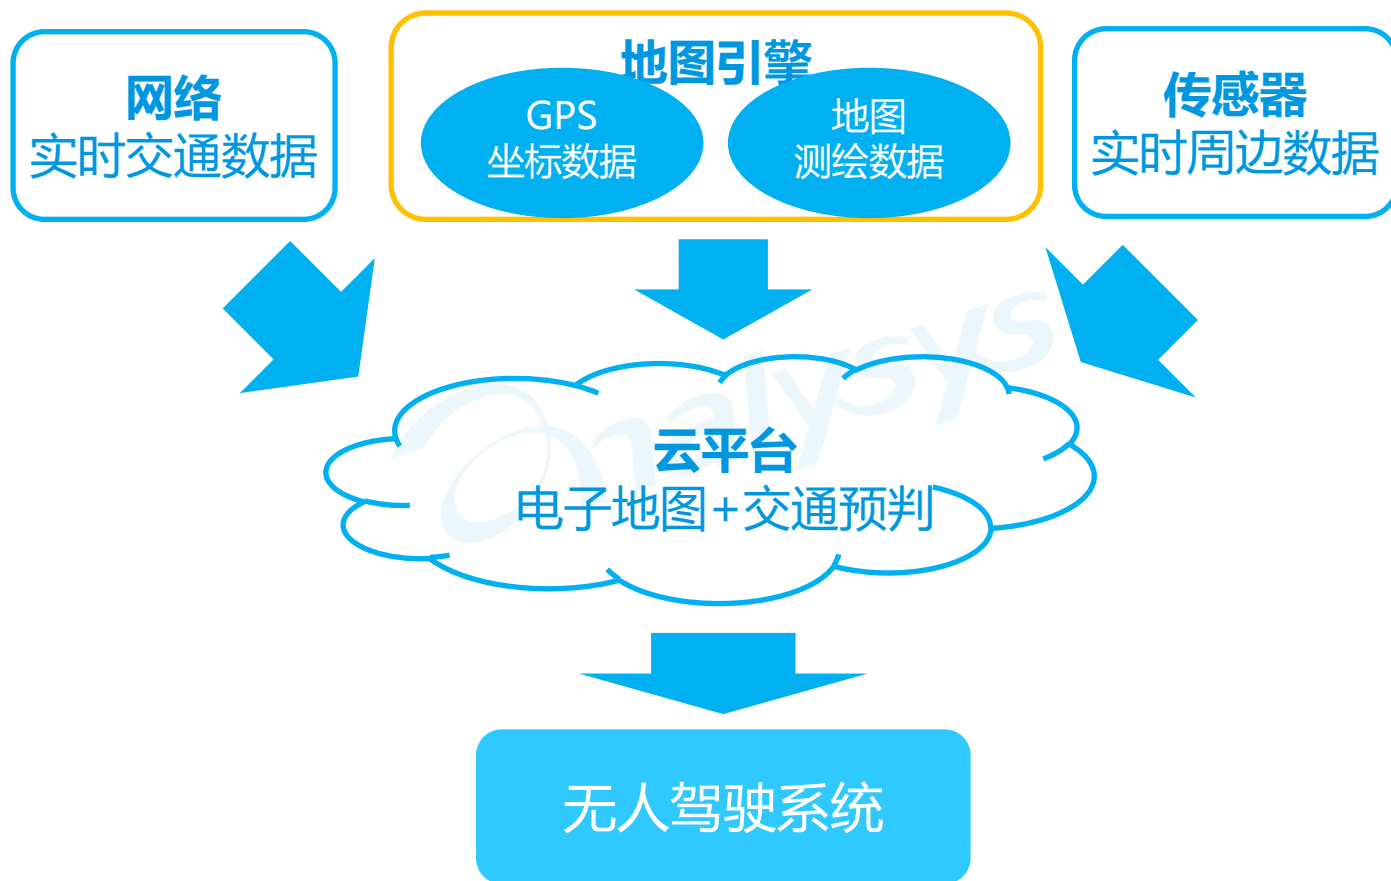 网络
实时交通数据
地图引擎
GPS
坐标数据
地图
测绘数据
传感器
实时周边数据
analysys
云平台
电子地图+交通预判
无人驾驶系统